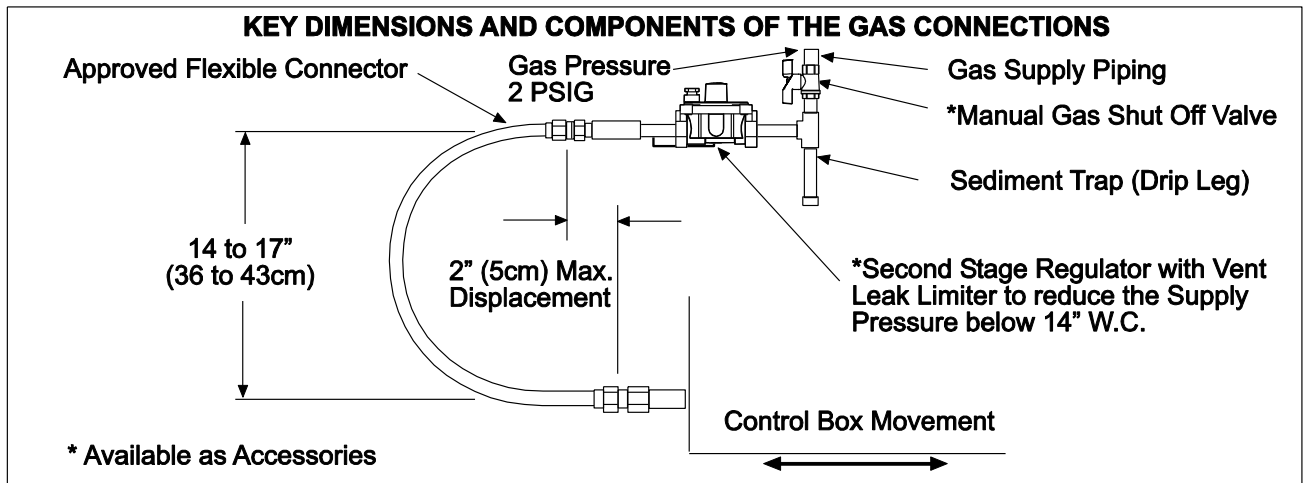 KEY DIMENSIONS AND COMPONENTS OF THE GAS CONNECTIONS
Approved Flexible Connector
Gas Pressure
2 PSIG
Gas Supply Piping
*Manual Gas Shut Off Valve
Sediment Trap (Drip Leg)
14 to 17”
(36 to 43cm)
2” (5cm) Max.
Displacement
*Second Stage Regulator with Vent
Leak Limiter to reduce the Supply
Pressure below 14” W.C.
Control Box Movement
* Available as Accessories